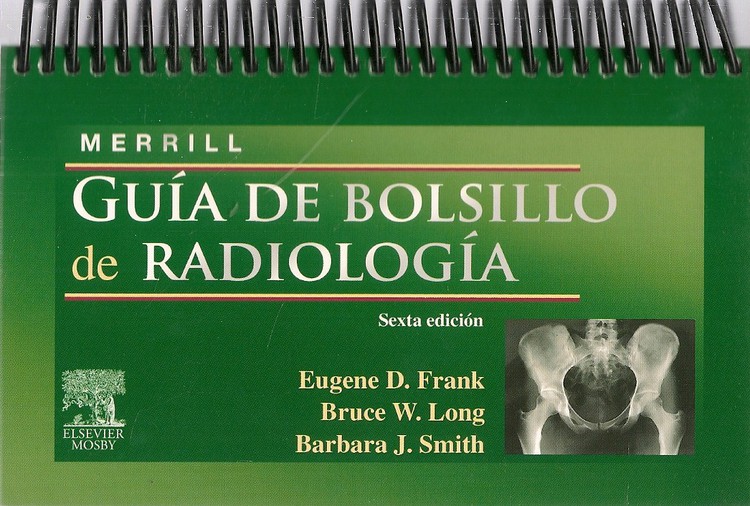 MERRILL
GUÍA DE BOLSILLO
de RADIOLOGÍA
Sexta edición
Eugene D. Frank
Bruce W. Long
Barbara J. Smith
ELSEVIER
MOSBY